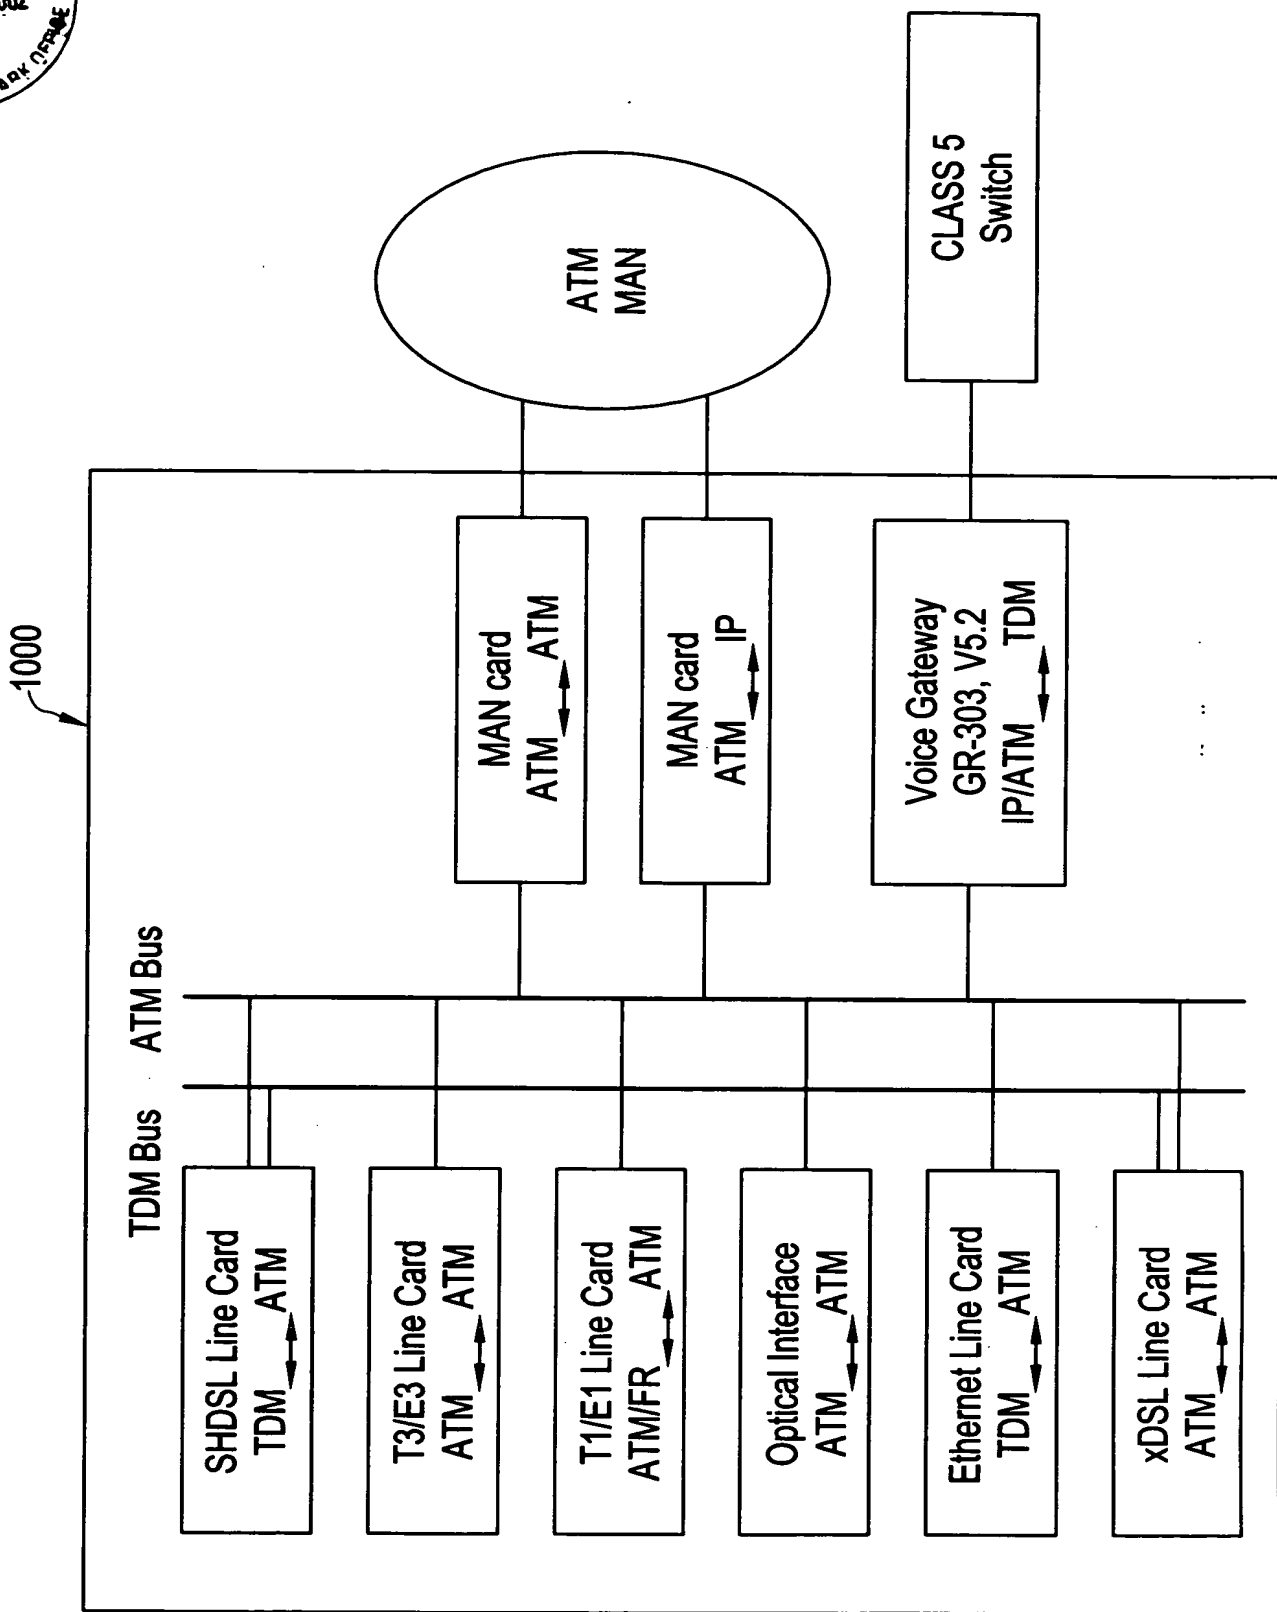 1000
TDM Bus
ATM Bus
SHDSL Line Card
TDM ATM
T3/E3 Line Card
ATM ATM
T1/E1 Line Card
ATM/FR ATM
Optical Interface
ATM ATM
Ethernet Line Card
TDM ATM
xDSL Line Card
ATM ATM
MAN card
ATM ATM
MAN card
ATM IP
Voice Gateway
GR-303, V5.2
IP/ATM TDM
ATM
MAN
CLASS 5
Switch